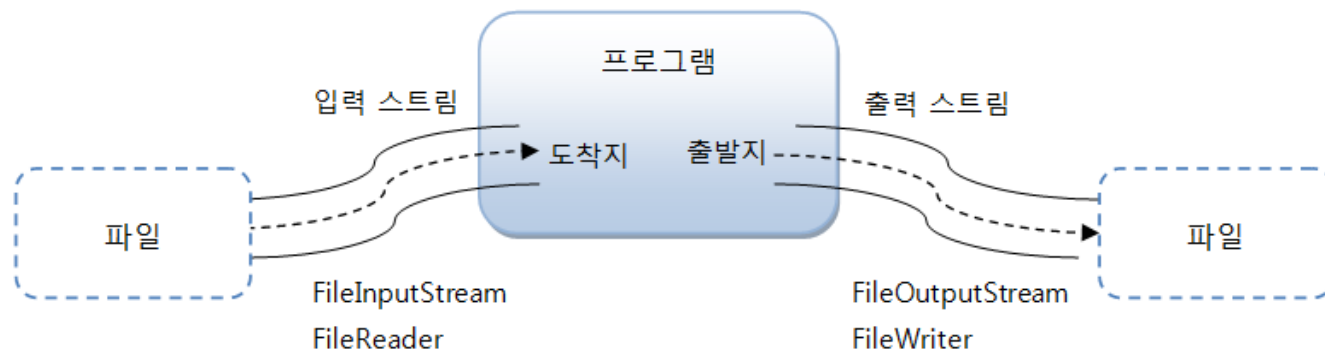 프로그램
입력 스트림
출력 스트림
도착지
출발지
파일
파일
FileInputStream
FileReader
FileOutputStream
FileWriter